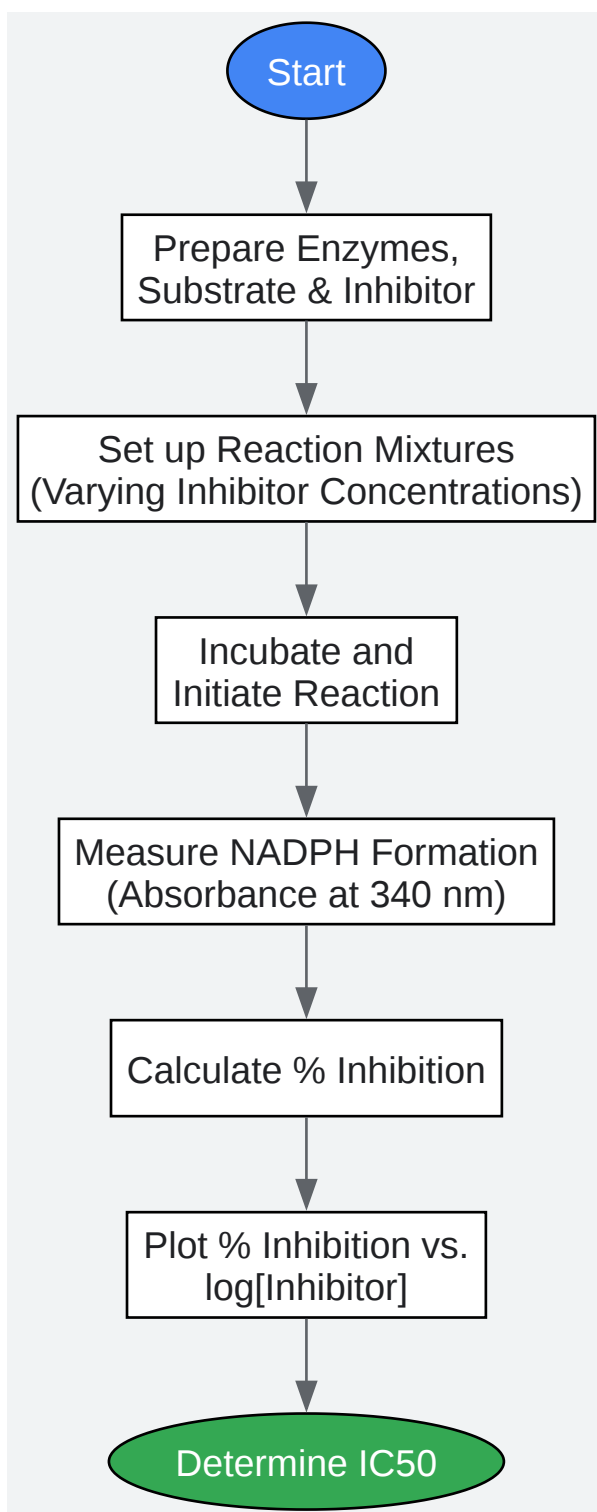 Start
Prepare Enzymes,
Substrate & Inhibitor
Set up Reaction Mixtures
(Varying Inhibitor Concentrations)
Incubate and
Initiate Reaction
Measure NADPH Formation
(Absorbance at 340 nm)
Calculate % Inhibition
Plot % Inhibition vs.
log[Inhibitor]
Determine IC50